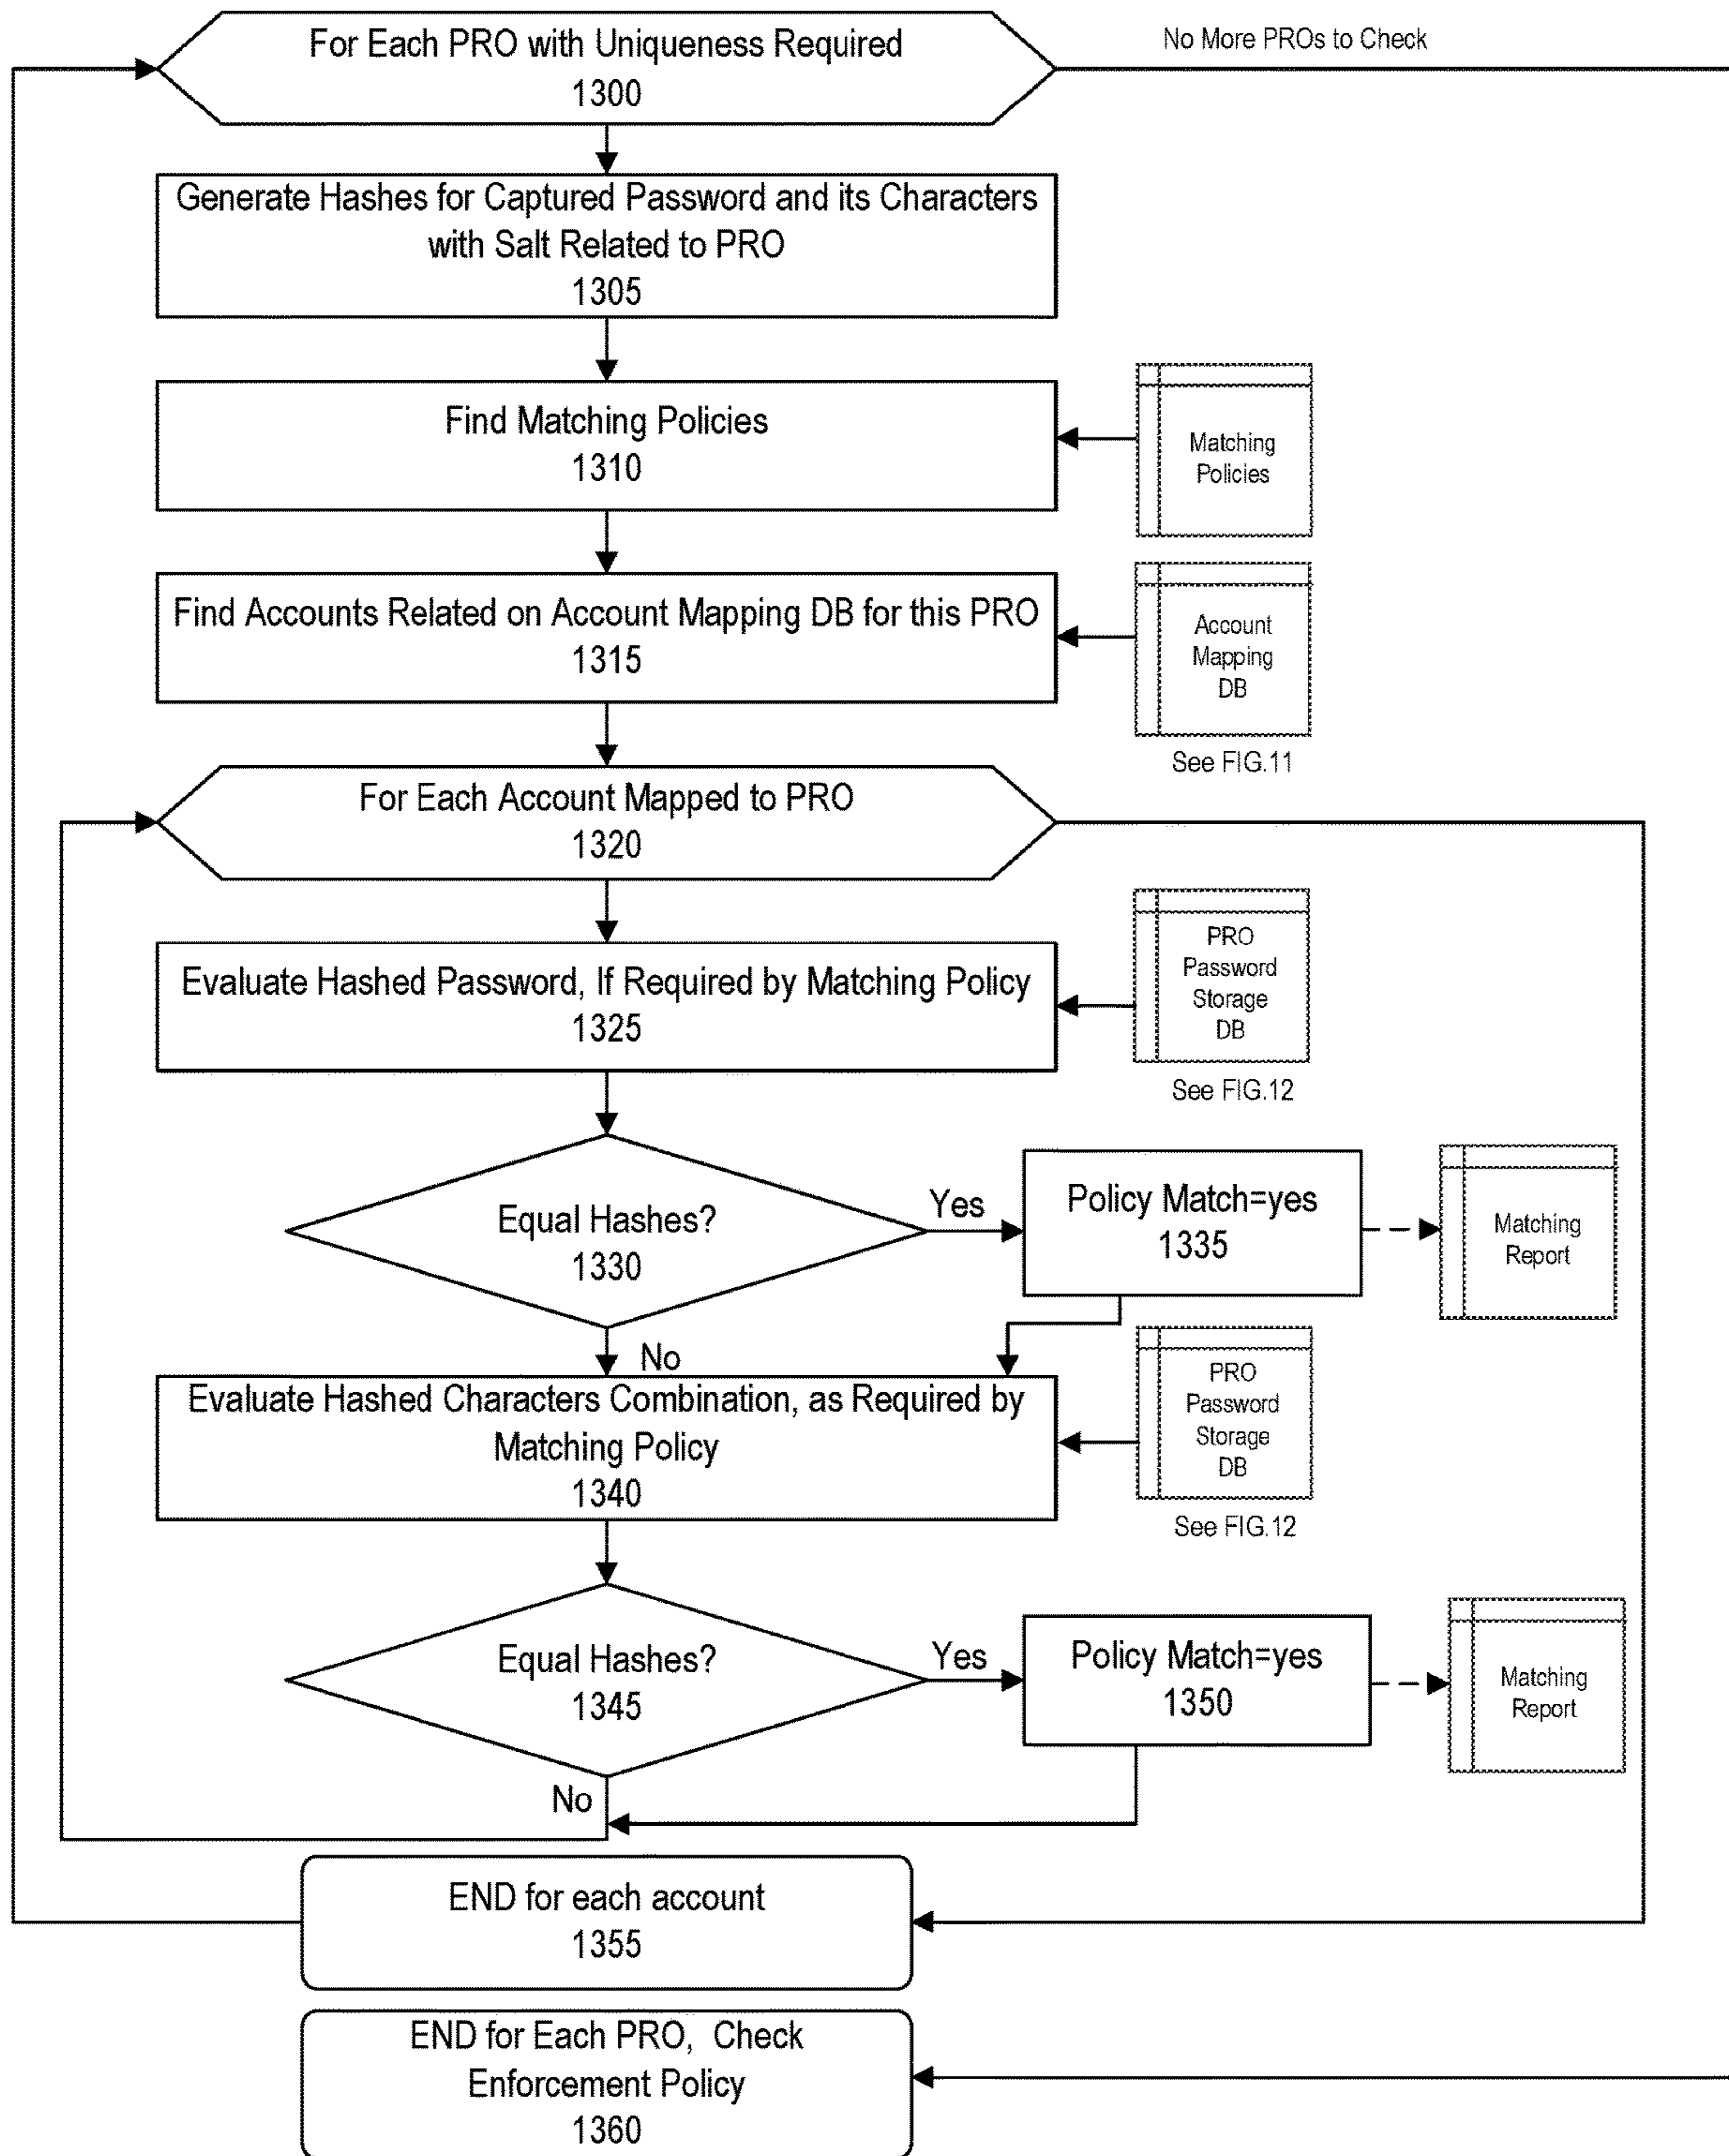 For Each PRO with Uniqueness Required
1300
No More PROs to Check
Generate Hashes for Captured Password and its Characters
with Salt Related to PRO
1305
Find Matching Policies
1310
Matching
Policies
Find Accounts Related on Account Mapping DB for this PRO
1315
Account
Mapping
DB
See FIG.11
For Each Account Mapped to PRO
1320
Evaluate Hashed Password, If Required by Matching Policy
1325
PRO
Password
Storage
DB
See FIG.12
Equal Hashes?
1330
Yes
No
Policy Match=yes
1335
Matching
Report
Evaluate Hashed Characters Combination, as Required by
Matching Policy
1340
PRO
Password
Storage
DB
See FIG.12
Equal Hashes?
1345
Yes
No
Policy Match=yes
1350
Matching
Report
END for each account
1355
END for Each PRO, Check
Enforcement Policy
1360